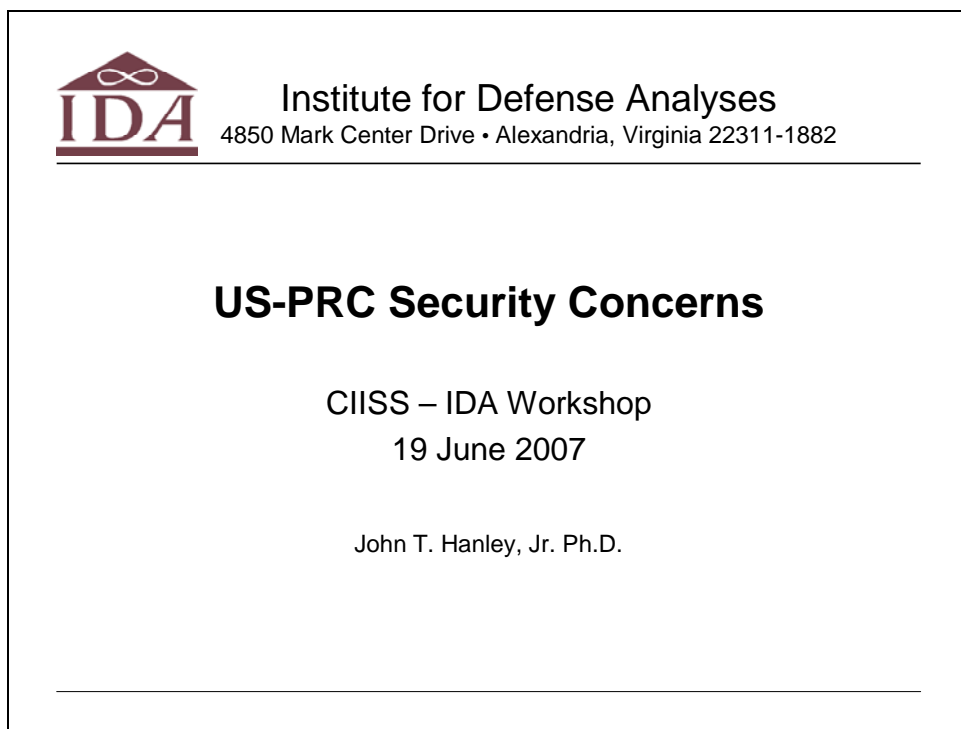 IDA
Institute for Defense Analyses
4850 Mark Center Drive • Alexandria, Virginia 22311-1882
US-PRC Security Concerns
CIISS – IDA Workshop
19 June 2007
John T. Hanley, Jr. Ph.D.